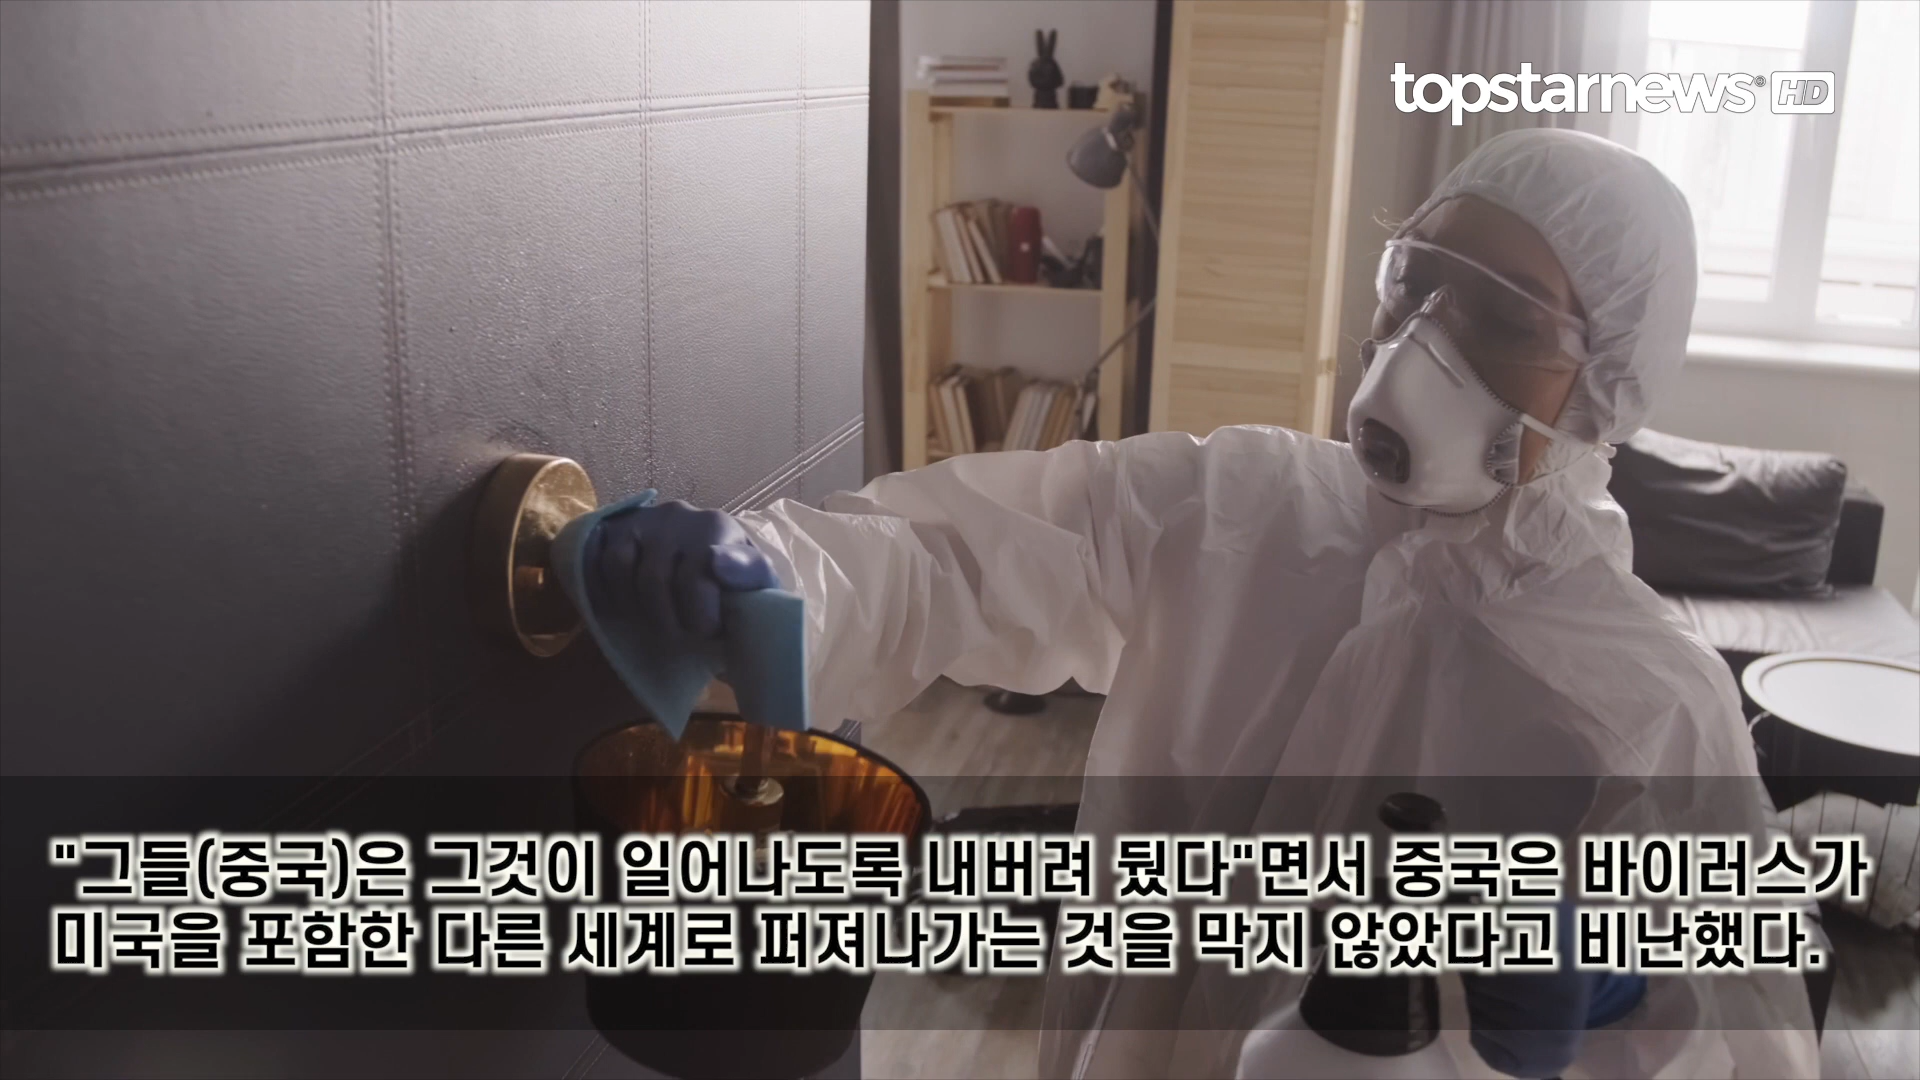 topstarnews HD
"그들(중국)은 그것이 일어나도록 내버려 뒀다"면서 중국은 바이러스가
미국을 포함한 다른 세계로 퍼져나가는 것을 막지 않았다고 비난했다.